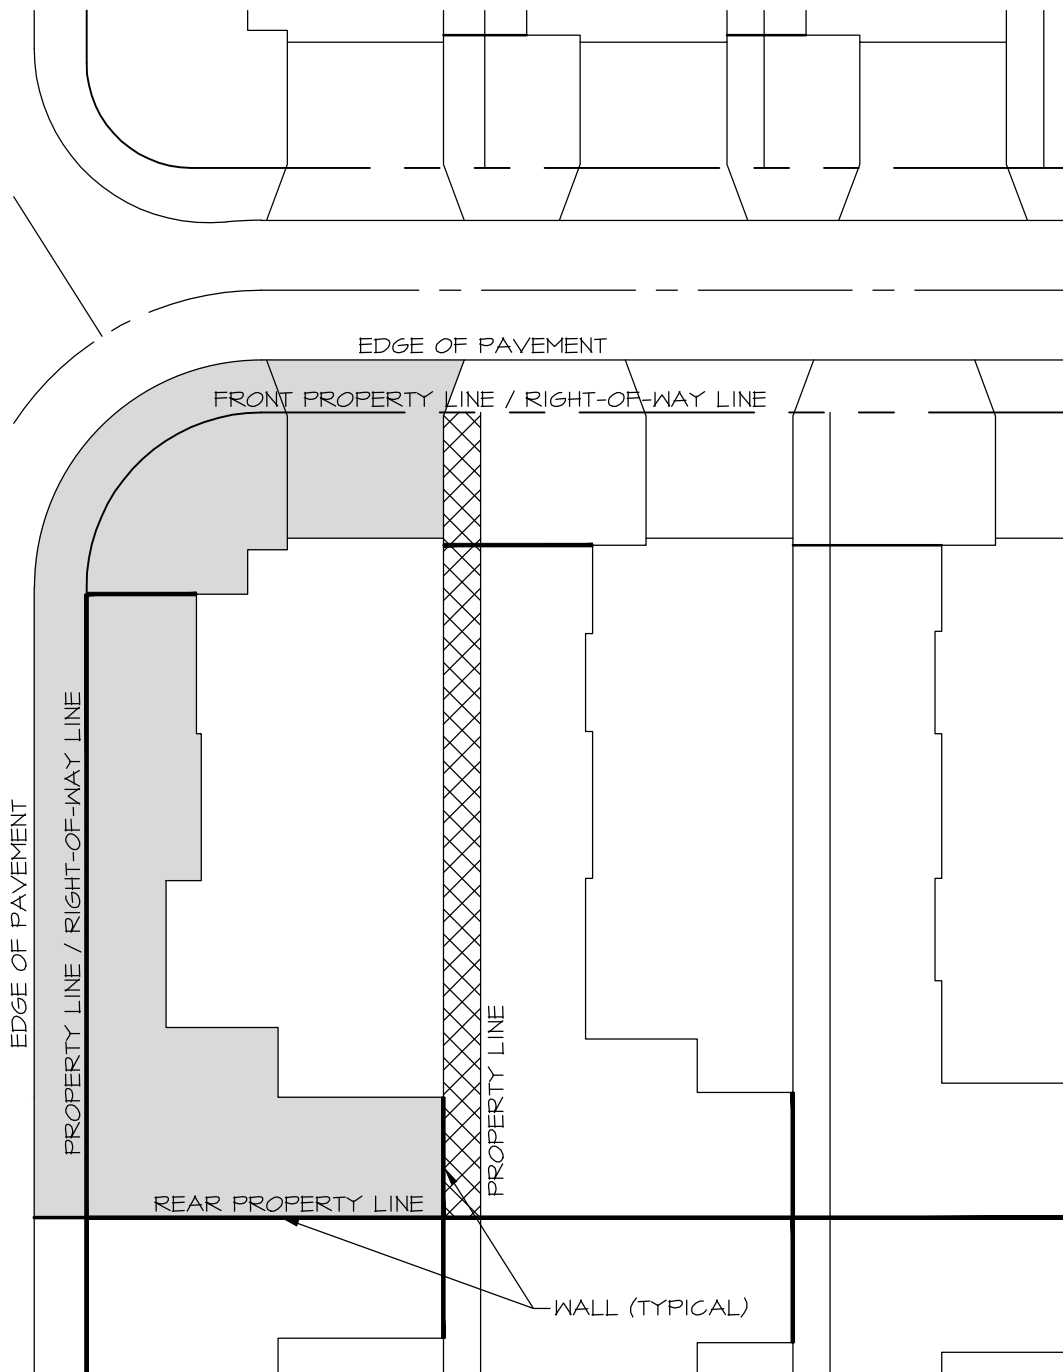 EDGE OF PAVEMENT
FRONT PROPERTY LINE / RIGHT-OF-WAY LINE
PROPERTY LINE / RIGHT-OF-WAY LINE
EDGE OF PAVEMENT
PROPERTY LINE
REAR PROPERTY LINE
WALL (TYPICAL)